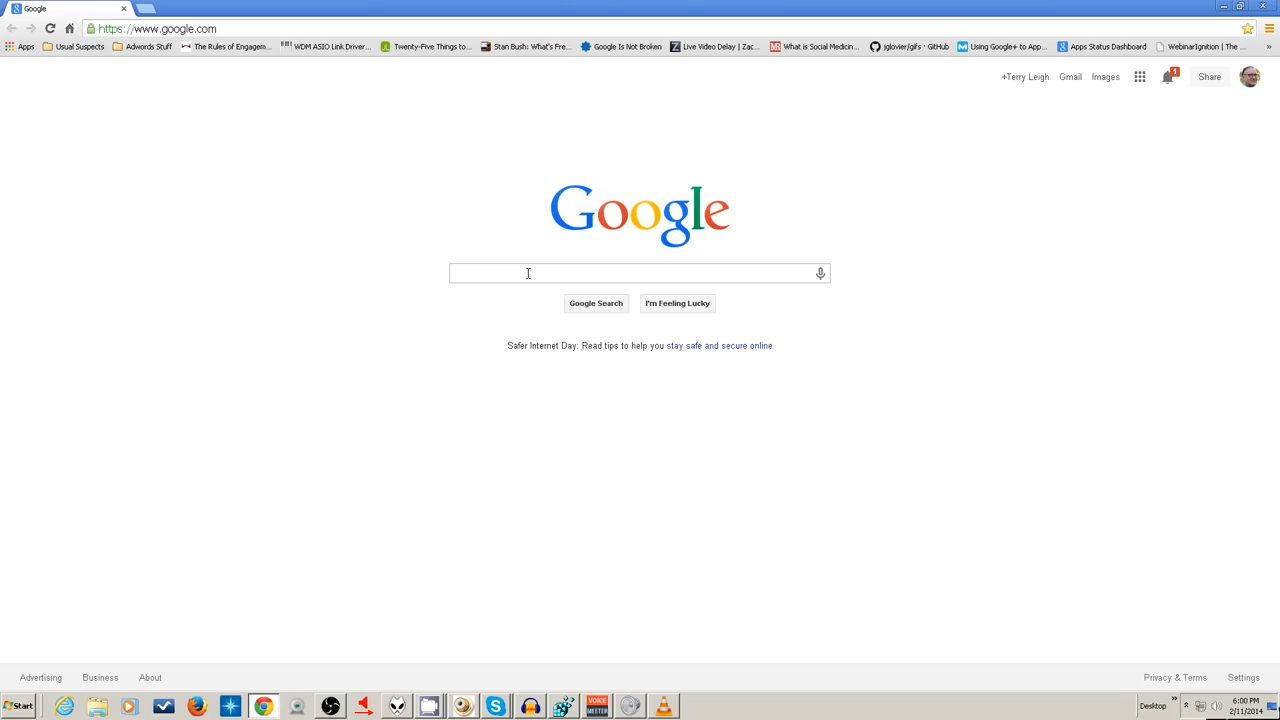 Google
https://www.google.com
Apps Usual Suspects Adwords Stuff The Rules of Engagem... WDM ASIO Link Driver... Twenty-Five Things to... Stan Bush: What's Fre... Google Is Not Broken Live Video Delay | Zac... What is Social Medicin... jglovier/gifs · GitHub Using Google+ to App... Apps Status Dashboard WebinarIgnition | The ... »
+Terry Leigh Gmail Images 1 Share
Google
Google Search I'm Feeling Lucky
Safer Internet Day: Read tips to help you stay safe and secure online
Advertising Business About Privacy & Terms Settings
Start VOICE MEETER Desktop » 6:00 PM
2/11/2014